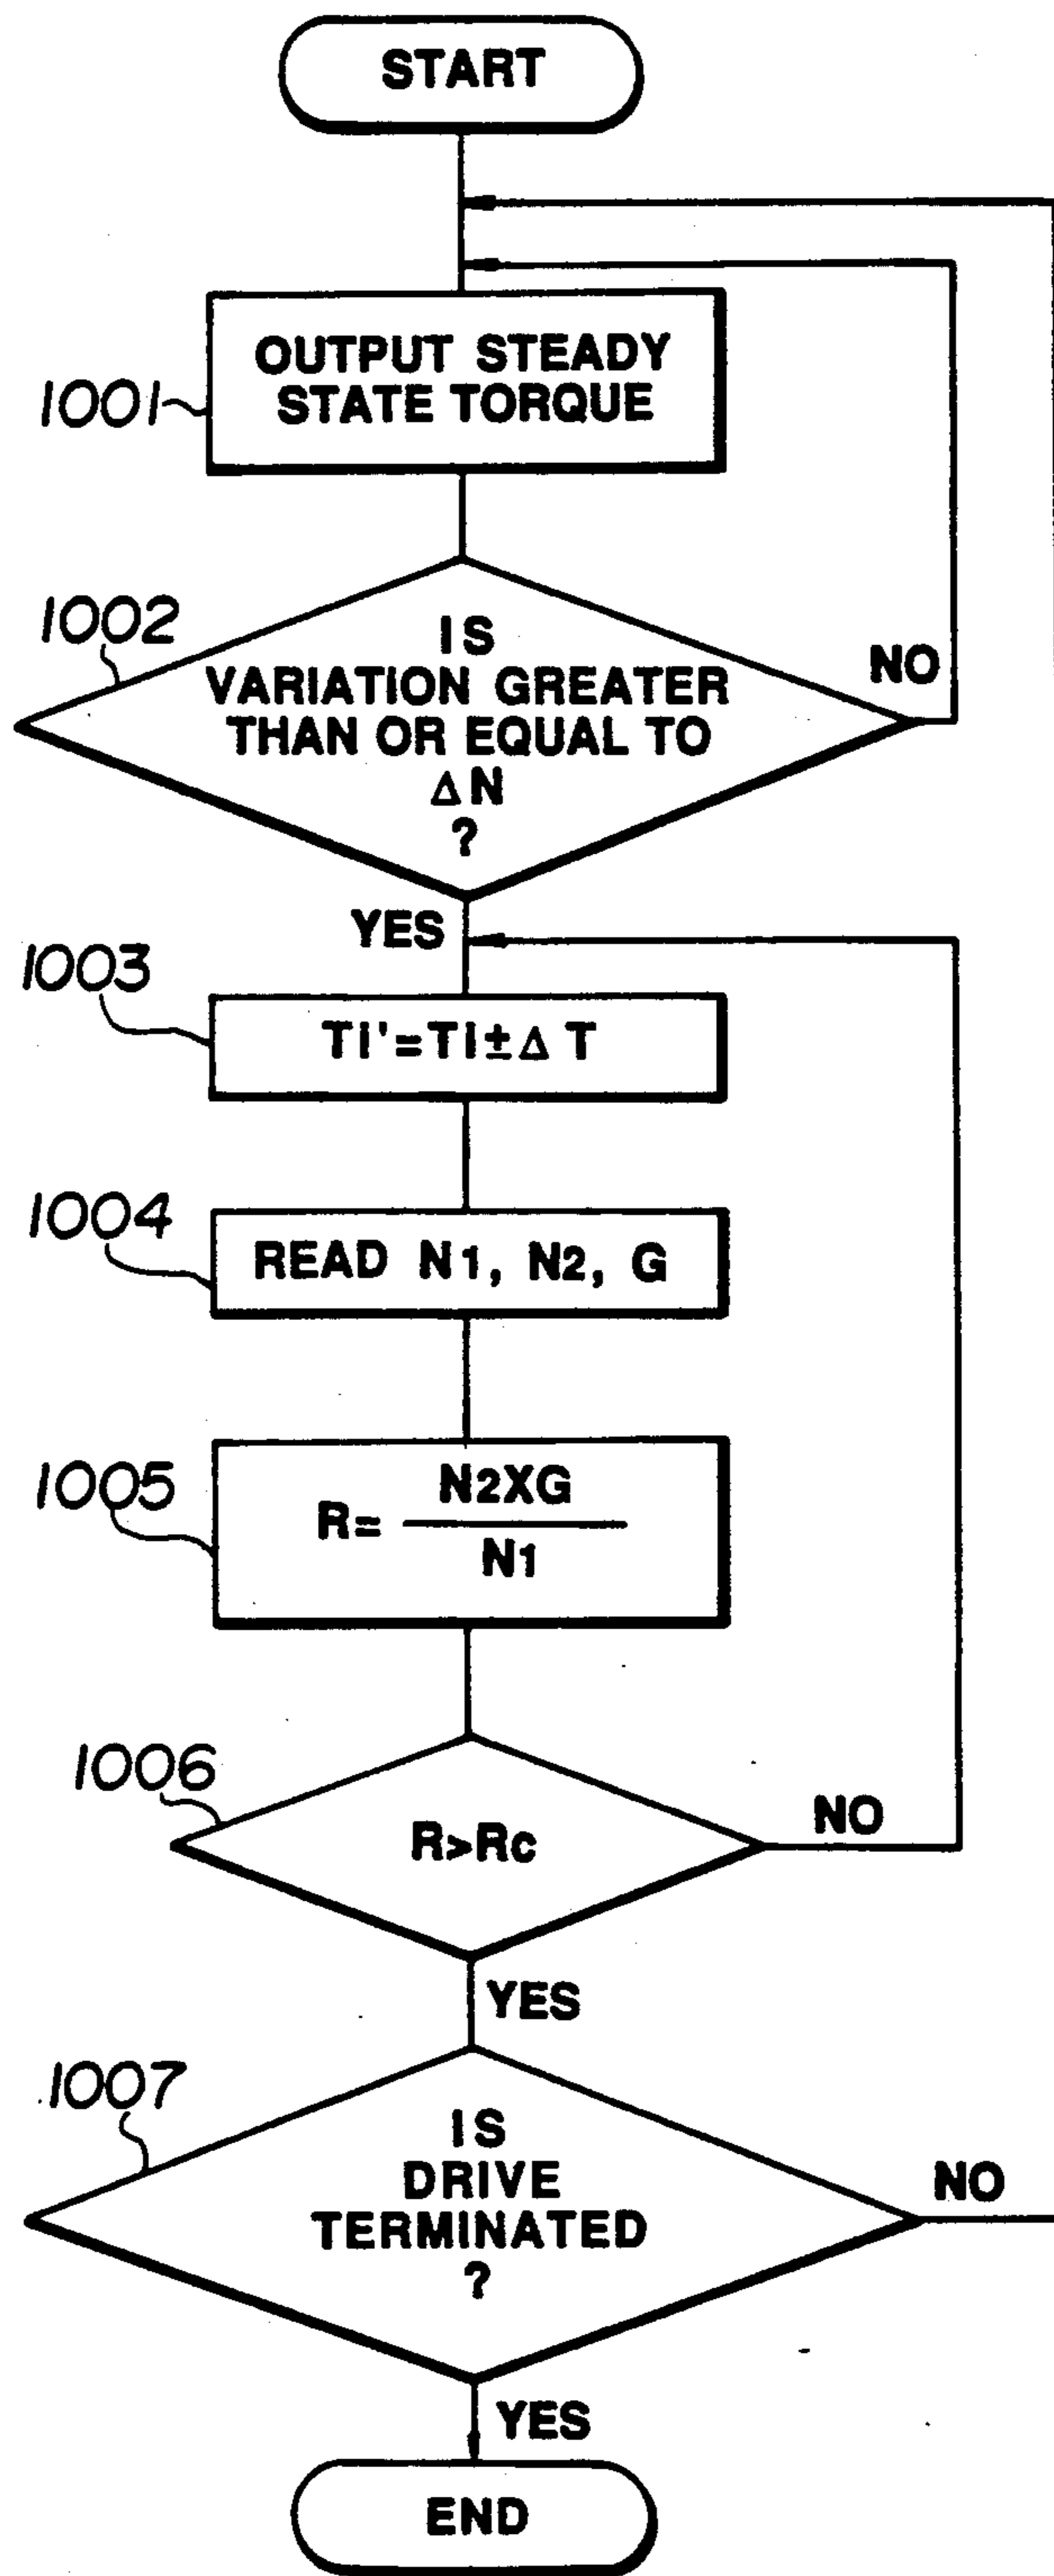 START
OUTPUT STEADY
STATE TORQUE
1001
1002
IS
VARIATION GREATER
THAN OR EQUAL TO
ΔN
?
NO
YES
1003
TI'=TI±Δ T
1004
READ N1, N2, G
1005
R= N2XG
N1
1006
R>Rc
NO
YES
1007
IS
DRIVE
TERMINATED
?
NO
YES
END